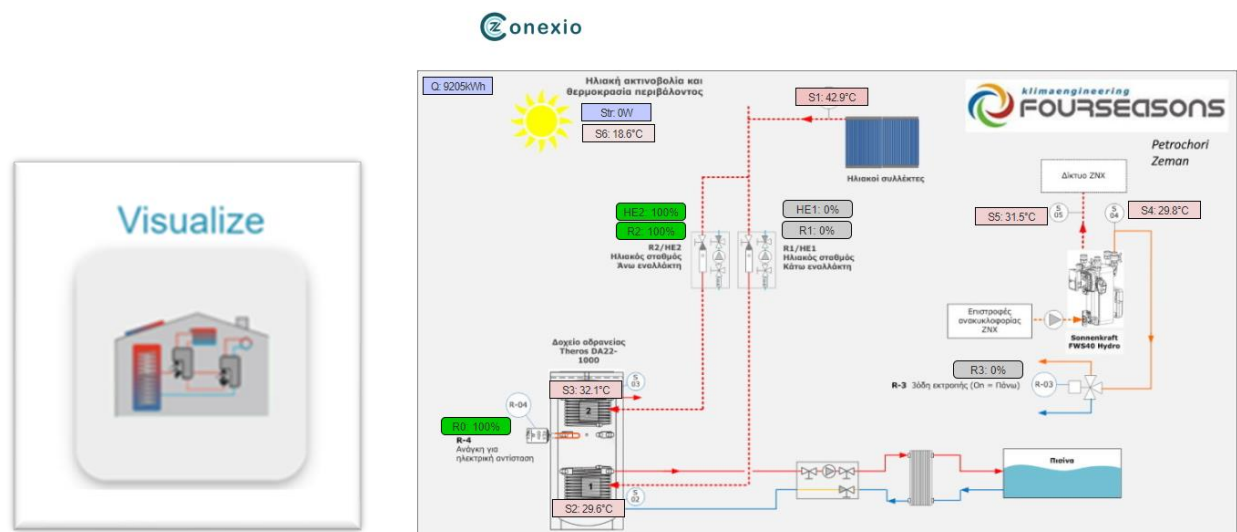 Conexio
Visualize
Q: 9205kWh
Ηλιακή ακτινοβολία και
θερμοκρασία περιβάλοντος
Str: 0W
S6: 18.6°C
S1: 42.9°C
Ηλιακοί συλλέκτες
klimaengineering
FOURSEASONS
Petrochori
Zeman
Δίκτυο ΖΝΧ
S5: 31.5°C
S
05
S
04
S4: 29.8°C
HE2: 100%
R2: 100%
HE1: 0%
R1: 0%
R2/HE2
Ηλιακός σταθμός
Άνω εναλλάκτη
R1/HE1
Ηλιακός σταθμός
Κάτω εναλλάκτη
Επιστροφές
ανακυκλοφορίας
ΖΝΧ
Sonnenkraft
FWS40 Hydro
Δοχείο αδρανείας
Theros DA22-
1000
S3: 32.1°C
S
03
R-04
2
R0: 100%
R-4
Ανάγκη για
ηλεκτρική αντίσταση
R3: 0%
R-3 3όδη εκτροπής (On = Πάνω)
R-03
1
S
02
S2: 29.6°C
Πισίνα